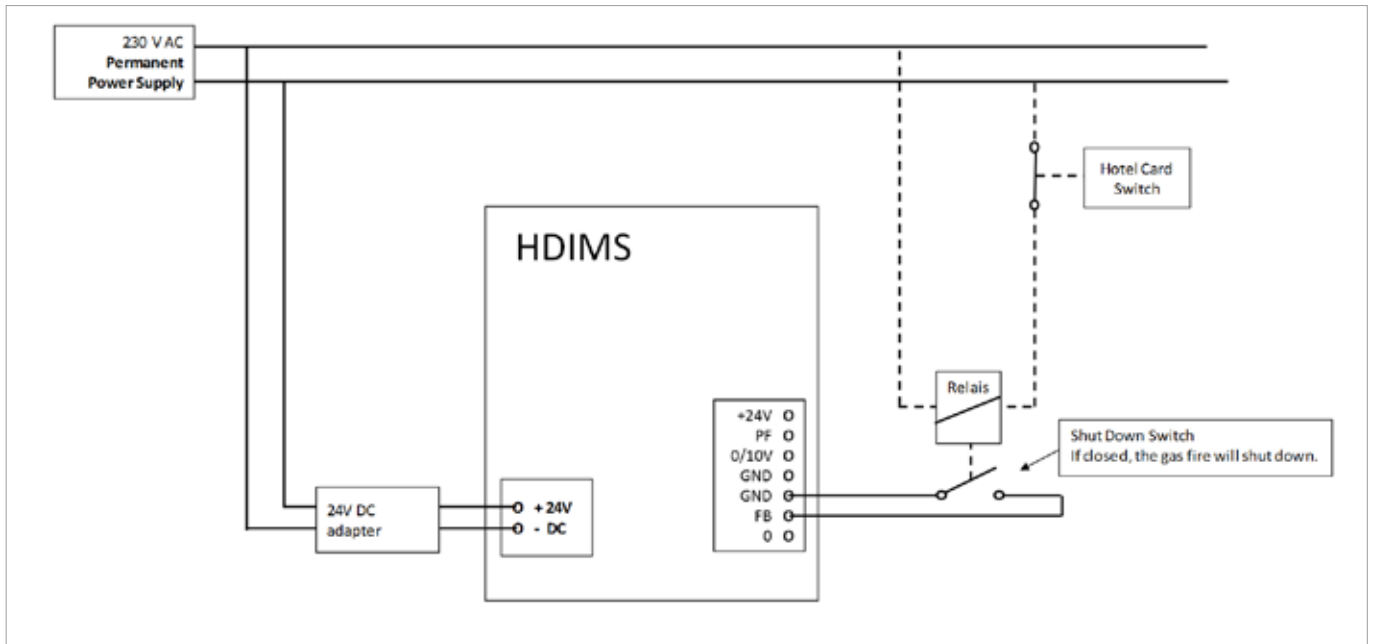 230 V AC
Permanent
Power Supply
Hotel Card
Switch
HDIMS
Relais
+24V
PF
0/10V
GND
GND
FB
0
Shut Down Switch
If closed, the gas fire will shut down.
24V DC
adapter
+ 24V
- DC